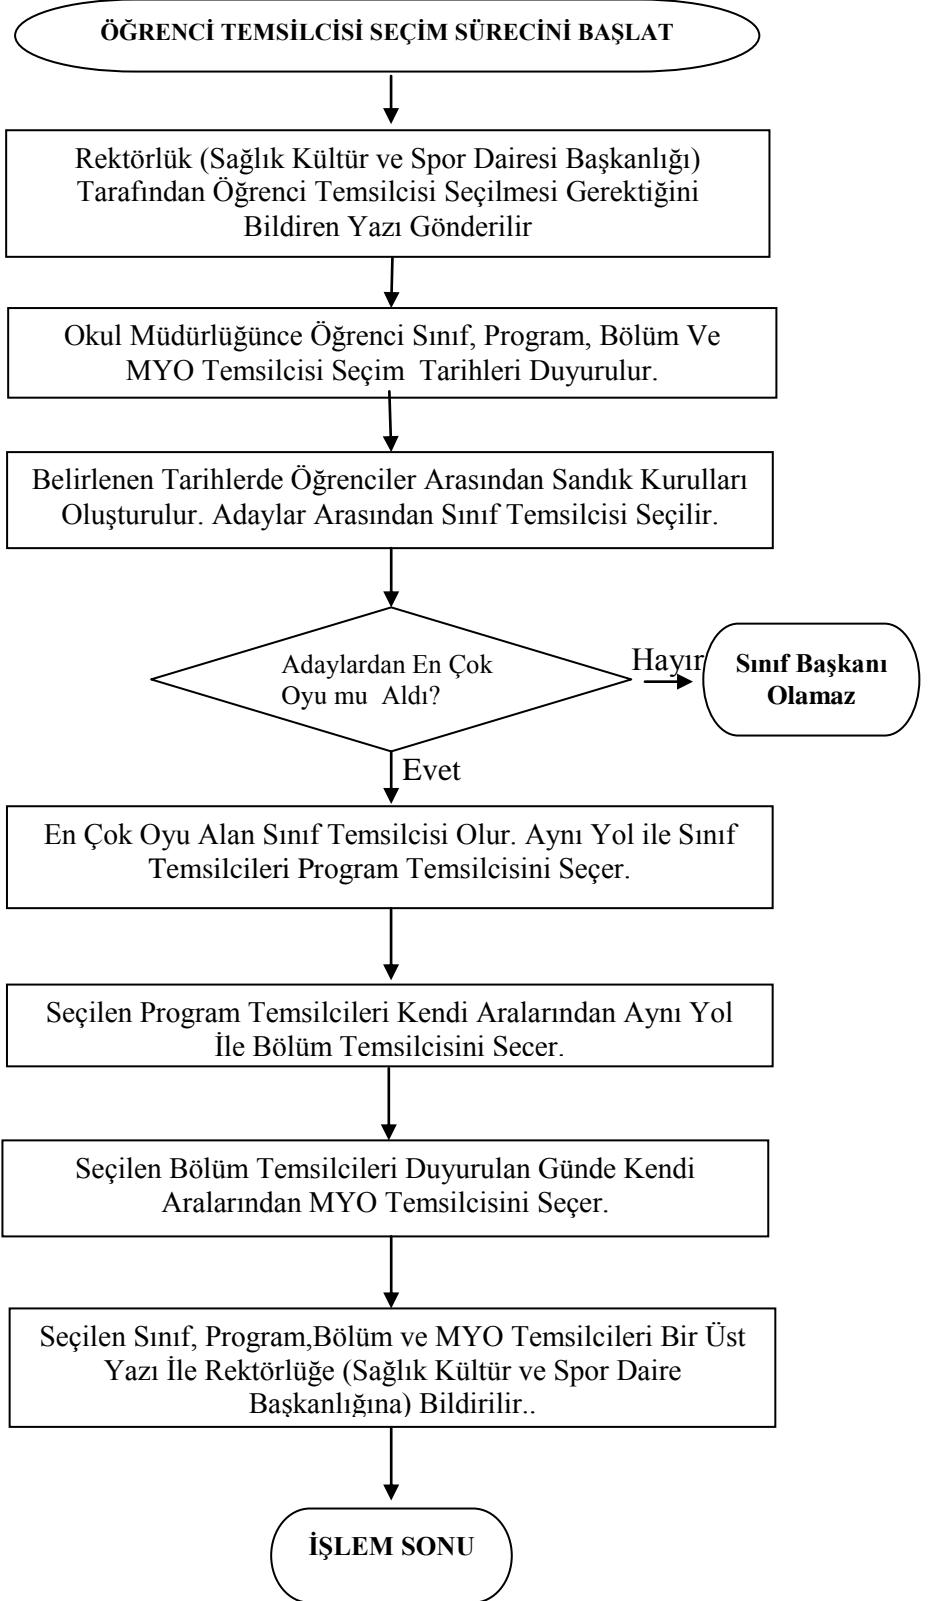 ÖĞRENCİ TEMSİLCİSİ SEÇİM SÜRECİNİ BAŞLAT
Rektörlük (Sağlık Kültür ve Spor Dairesi Başkanlığı)
Tarafından Öğrenci Temsilcisi Seçilmesi Gerektiğini
Bildiren Yazı Gönderilir
Okul Müdürlüğünce Öğrenci Sınıf, Program, Bölüm Ve
MYO Temsilcisi Seçim Tarihleri Duyurulur.
Belirlenen Tarihlerde Öğrenciler Arasından Sandık Kurulları
Oluşturulur. Adaylar Arasından Sınıf Temsilcisi Seçilir.
Adaylardan En Çok
Oyu mu Aldı?
Hayır
Sınıf Başkanı
Olamaz
Evet
En Çok Oyu Alan Sınıf Temsilcisi Olur. Aynı Yol ile Sınıf
Temsilcileri Program Temsilcisini Seçer.
Seçilen Program Temsilcileri Kendi Aralarından Aynı Yol
İle Bölüm Temsilcisini Secer.
Seçilen Bölüm Temsilcileri Duyurulan Günde Kendi
Aralarından MYO Temsilcisini Seçer.
Seçilen Sınıf, Program,Bölüm ve MYO Temsilcileri Bir Üst
Yazı İle Rektörlüğe (Sağlık Kültür ve Spor Daire
Başkanlığına) Bildirilir..
İŞLEM SONU